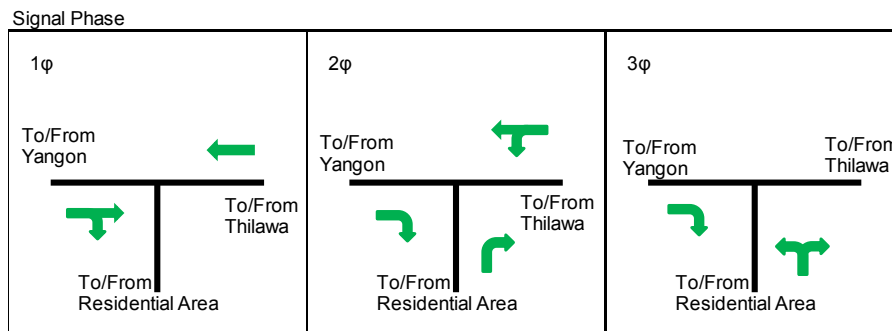 Signal Phase
1φ
To/From
Yangon
To/From
Thilawa
To/From
Residential Area
2φ
To/From
Yangon
To/From
Thilawa
To/From
Residential Area
3φ
To/From
Yangon
To/From
Thilawa
To/From
Residential Area